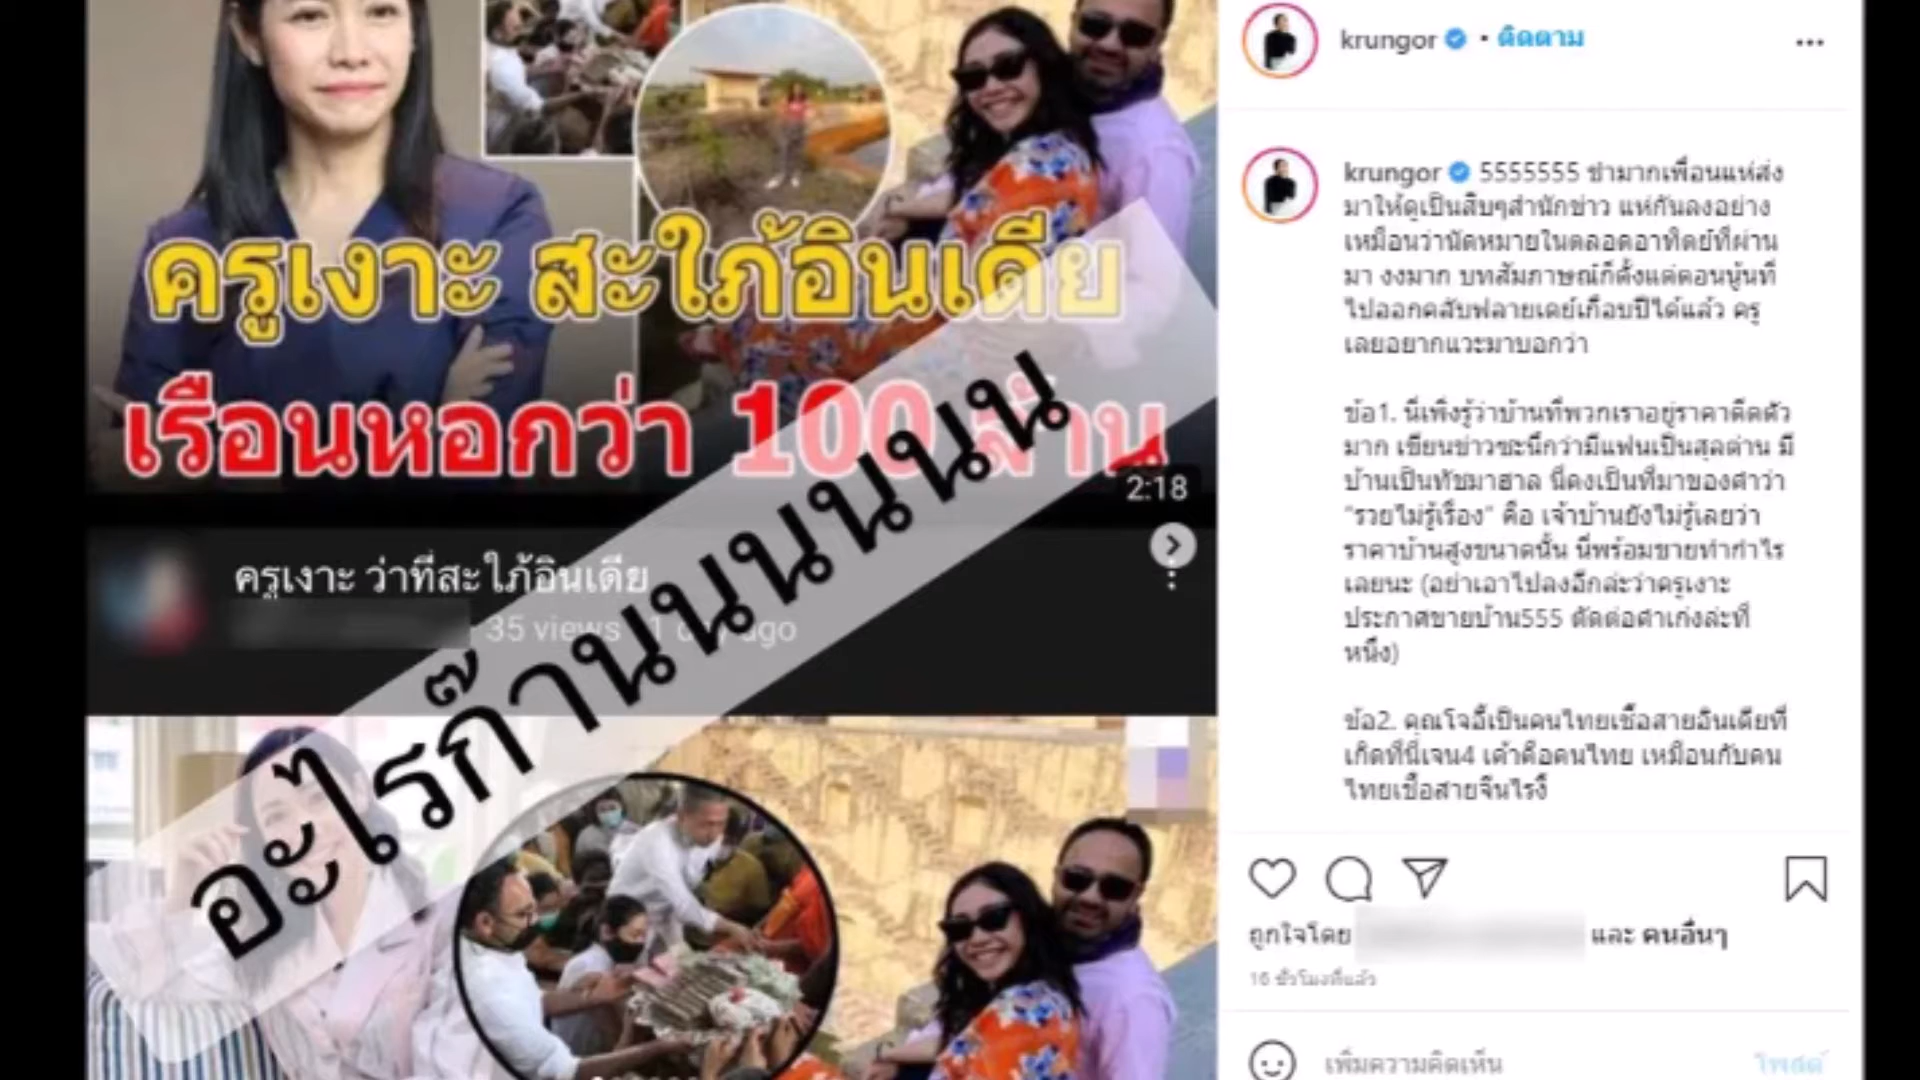 ครูเงาะ สะใภ้อินเดีย
เรือนหอกว่า 100 ล้าน
2:18
ครูเงาะ ว่าที่สะใภ้อินเดีย
35 views 1 day ago
อะไรก๊านนนนนน
krungor • ติดตาม
krungor 5555555 ขำมากเพื่อนแห่ส่ง
มาให้ดูเป็นสิบๆสำนักข่าว แห่กันลงอย่าง
เหมือนว่านัดหมายในตลอดอาทิตย์ที่ผ่าน
มา งงมาก บทสัมภาษณ์ก็ตั้งแต่ตอนนู้นที่
ไปออกคลับฟลายเดย์เกือบปีได้แล้ว ครู
เลยอยากแวะมาบอกว่า
ข้อ1. นี่เพิ่งรู้ว่าบ้านที่พวกเราอยู่ราคาดีดตัว
มาก เขียนข่าวซะนึกว่ามีแฟนเป็นสุลต่าน มี
บ้านเป็นทัชมาฮาล นี่คงเป็นที่มาของคำว่า
"รวยไม่รู้เรื่อง" คือ เจ้าบ้านยังไม่รู้เลยว่า
ราคาบ้านสูงขนาดนั้น นี่พร้อมขายทำกำไร
เลยนะ (อย่าเอาไปลงอีกล่ะว่าครูเงาะ
ประกาศขายบ้าน555 ตัดต่อคำเก่งล่ะที่
หนึ่ง)
ข้อ2. คุณโจอี้เป็นคนไทยเชื้อสายอินเดียที่
เกิดที่นี่เจน4 เค้าคือคนไทย เหมือนกับคน
ไทยเชื้อสายจีนไรงี้
ถูกใจโดย และ คนอื่นๆ
16 ชั่วโมงที่แล้ว
เพิ่มความคิดเห็น
โพสต์